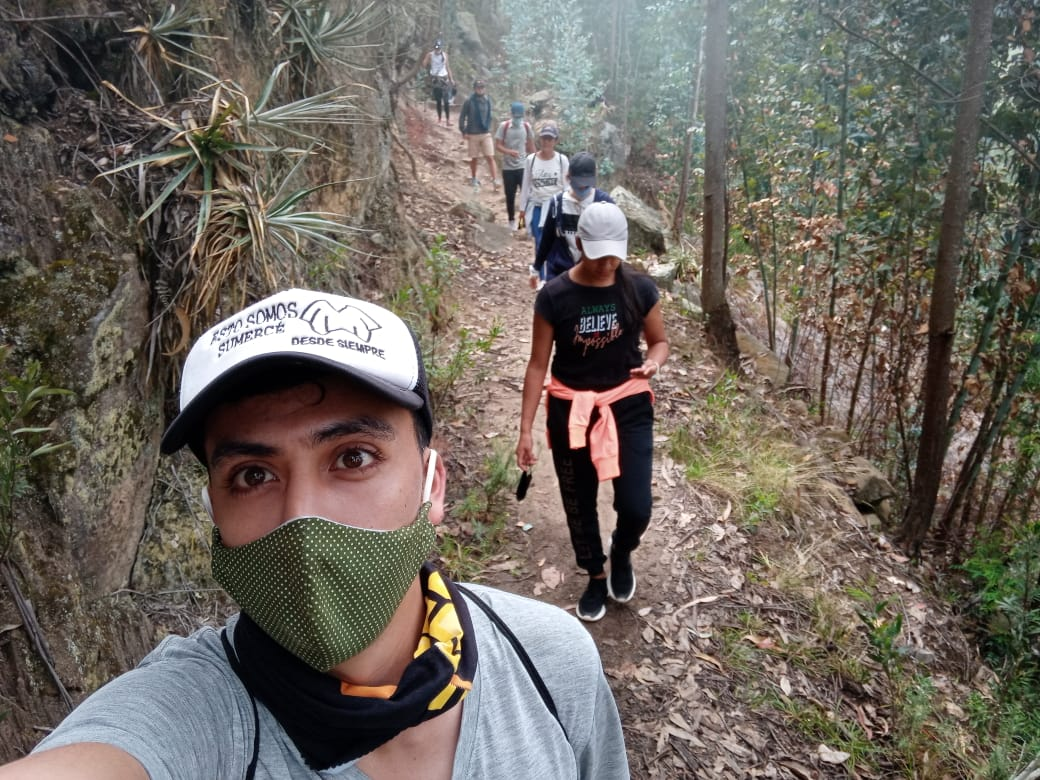 ESTO SOMOS
SUMERCÉ
DESDE SIEMPRE
ALWAYS
BELIEVE
Impossible